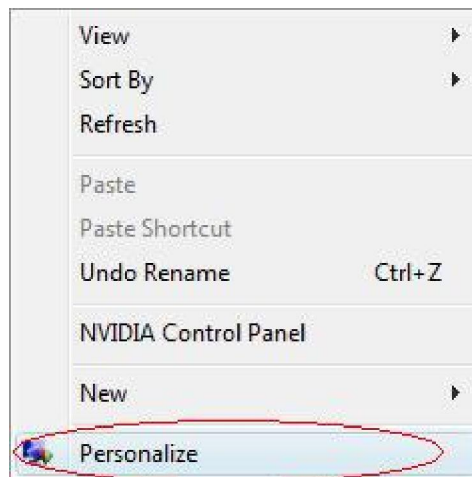 View
Sort By
Refresh
Paste
Paste Shortcut
Undo Rename Ctrl+Z
NVIDIA Control Panel
New
Personalize